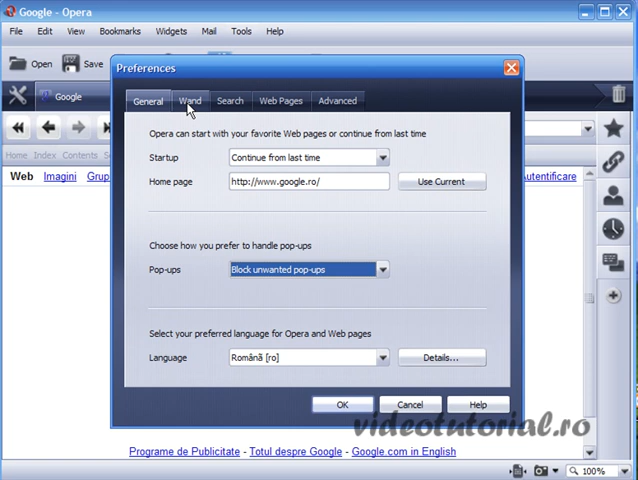 Google - Opera
File Edit View Bookmarks Widgets Mail Tools Help
Open Save
Preferences
Google
General Wand Search Web Pages Advanced
Opera can start with your favorite Web pages or continue from last time
Home Index Contents
Startup Continue from last time
Web Imagini Autentificare
Home page http://www.google.ro/ Use Current
Choose how you prefer to handle pop-ups
Pop-ups Block unwanted pop-ups
Select your preferred language for Opera and Web pages
Language Română [ro] Details...
OK Cancel Help
videotutorial.ro
Programe de Publicitate - Totul despre Google - Google.com in English
100%